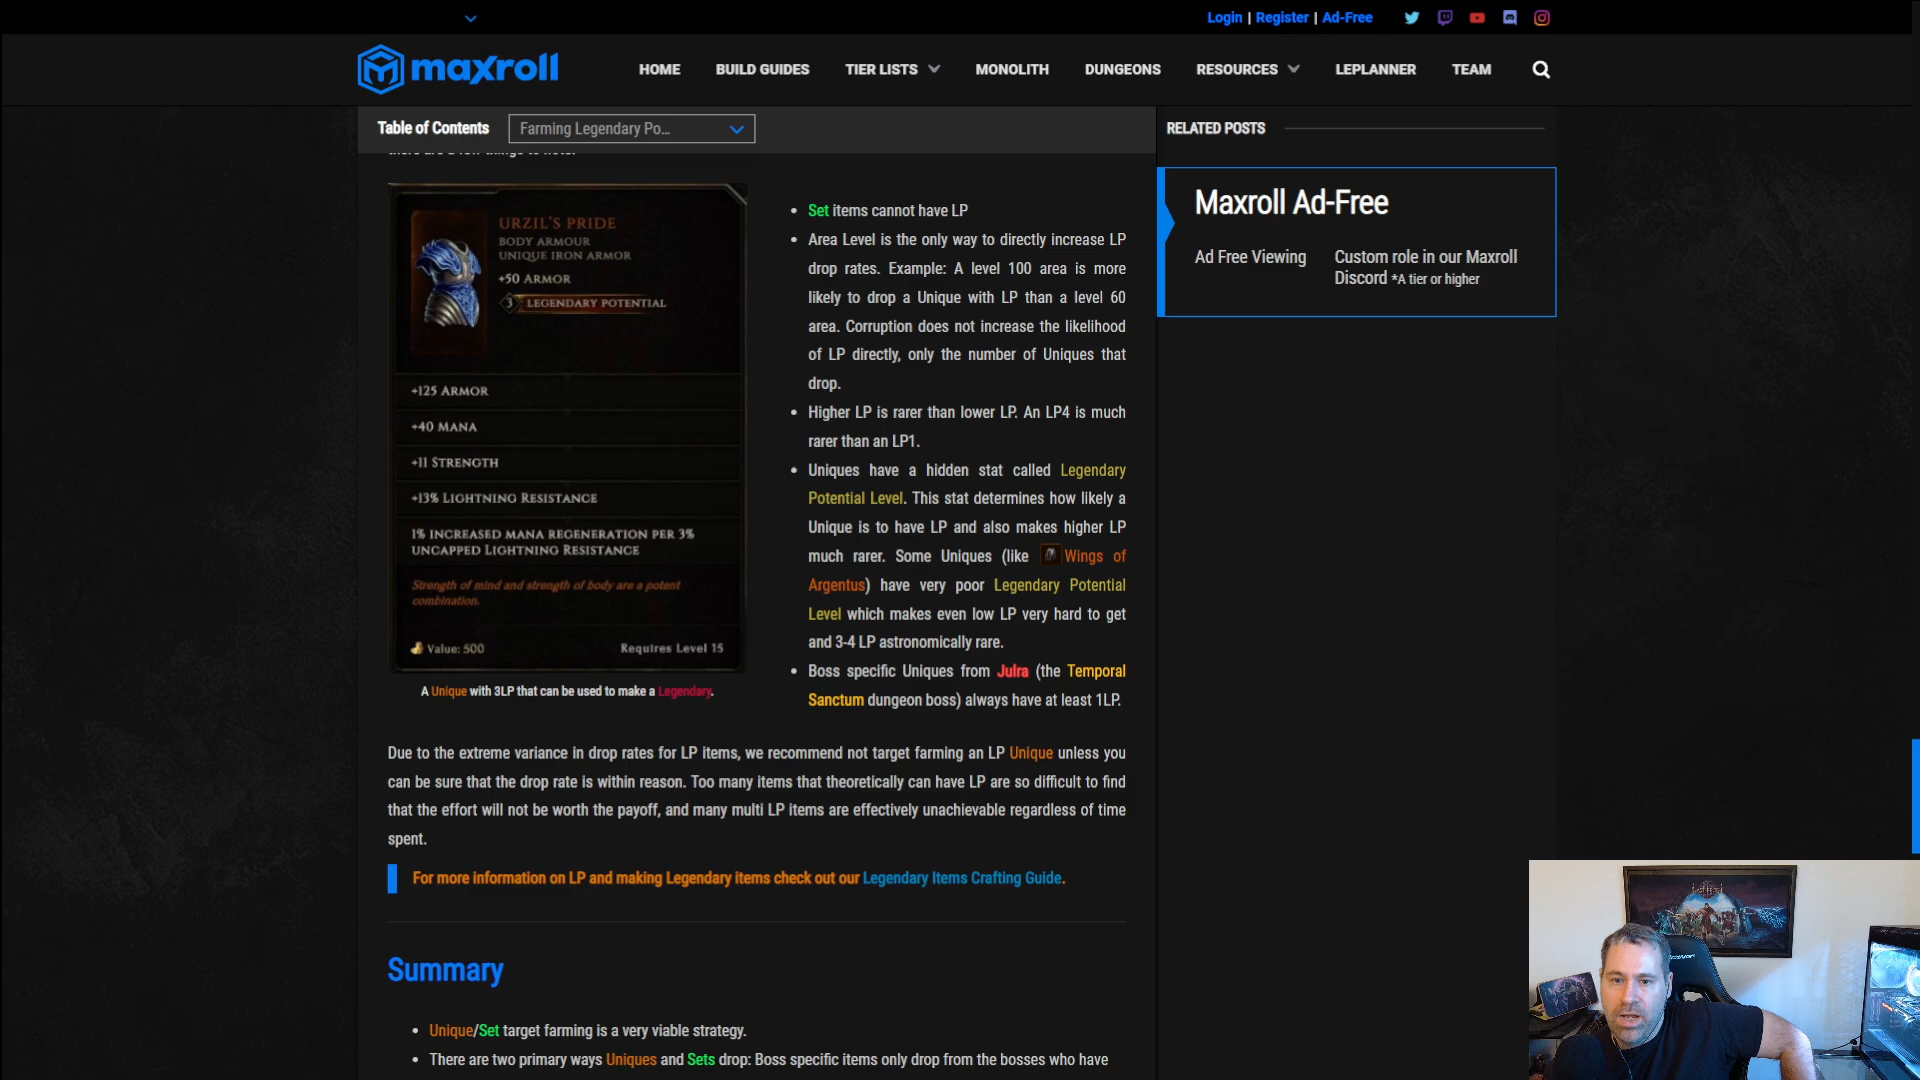 Login | Register | Ad-Free
maxroll
HOME BUILD GUIDES TIER LISTS MONOLITH DUNGEONS RESOURCES LEPLANNER TEAM
Table of Contents Farming Legendary Po...
there are a few things to note:
URZIL'S PRIDE
BODY ARMOUR
UNIQUE IRON ARMOR
+50 ARMOR
3 LEGENDARY POTENTIAL
+125 ARMOR
+40 MANA
+11 STRENGTH
+13% LIGHTNING RESISTANCE
1% INCREASED MANA REGENERATION PER 3%
UNCAPPED LIGHTNING RESISTANCE
Strength of mind and strength of body are a potent
combination.
Value: 500 Requires Level 15
A Unique with 3LP that can be used to make a Legendary.
• Set items cannot have LP
• Area Level is the only way to directly increase LP
drop rates. Example: A level 100 area is more
likely to drop a Unique with LP than a level 60
area. Corruption does not increase the likelihood
of LP directly, only the number of Uniques that
drop.
• Higher LP is rarer than lower LP. An LP4 is much
rarer than an LP1.
• Uniques have a hidden stat called Legendary
Potential Level. This stat determines how likely a
Unique is to have LP and also makes higher LP
much rarer. Some Uniques (like Wings of
Argentus) have very poor Legendary Potential
Level which makes even low LP very hard to get
and 3-4 LP astronomically rare.
• Boss specific Uniques from Julra (the Temporal
Sanctum dungeon boss) always have at least 1LP.
Due to the extreme variance in drop rates for LP items, we recommend not target farming an LP Unique unless you
can be sure that the drop rate is within reason. Too many items that theoretically can have LP are so difficult to find
that the effort will not be worth the payoff, and many multi LP items are effectively unachievable regardless of time
spent.
For more information on LP and making Legendary items check out our Legendary Items Crafting Guide.
Summary
• Unique/Set target farming is a very viable strategy.
• There are two primary ways Uniques and Sets drop: Boss specific items only drop from the bosses who have
RELATED POSTS
Maxroll Ad-Free
Ad Free Viewing
Custom role in our Maxroll
Discord *A tier or higher